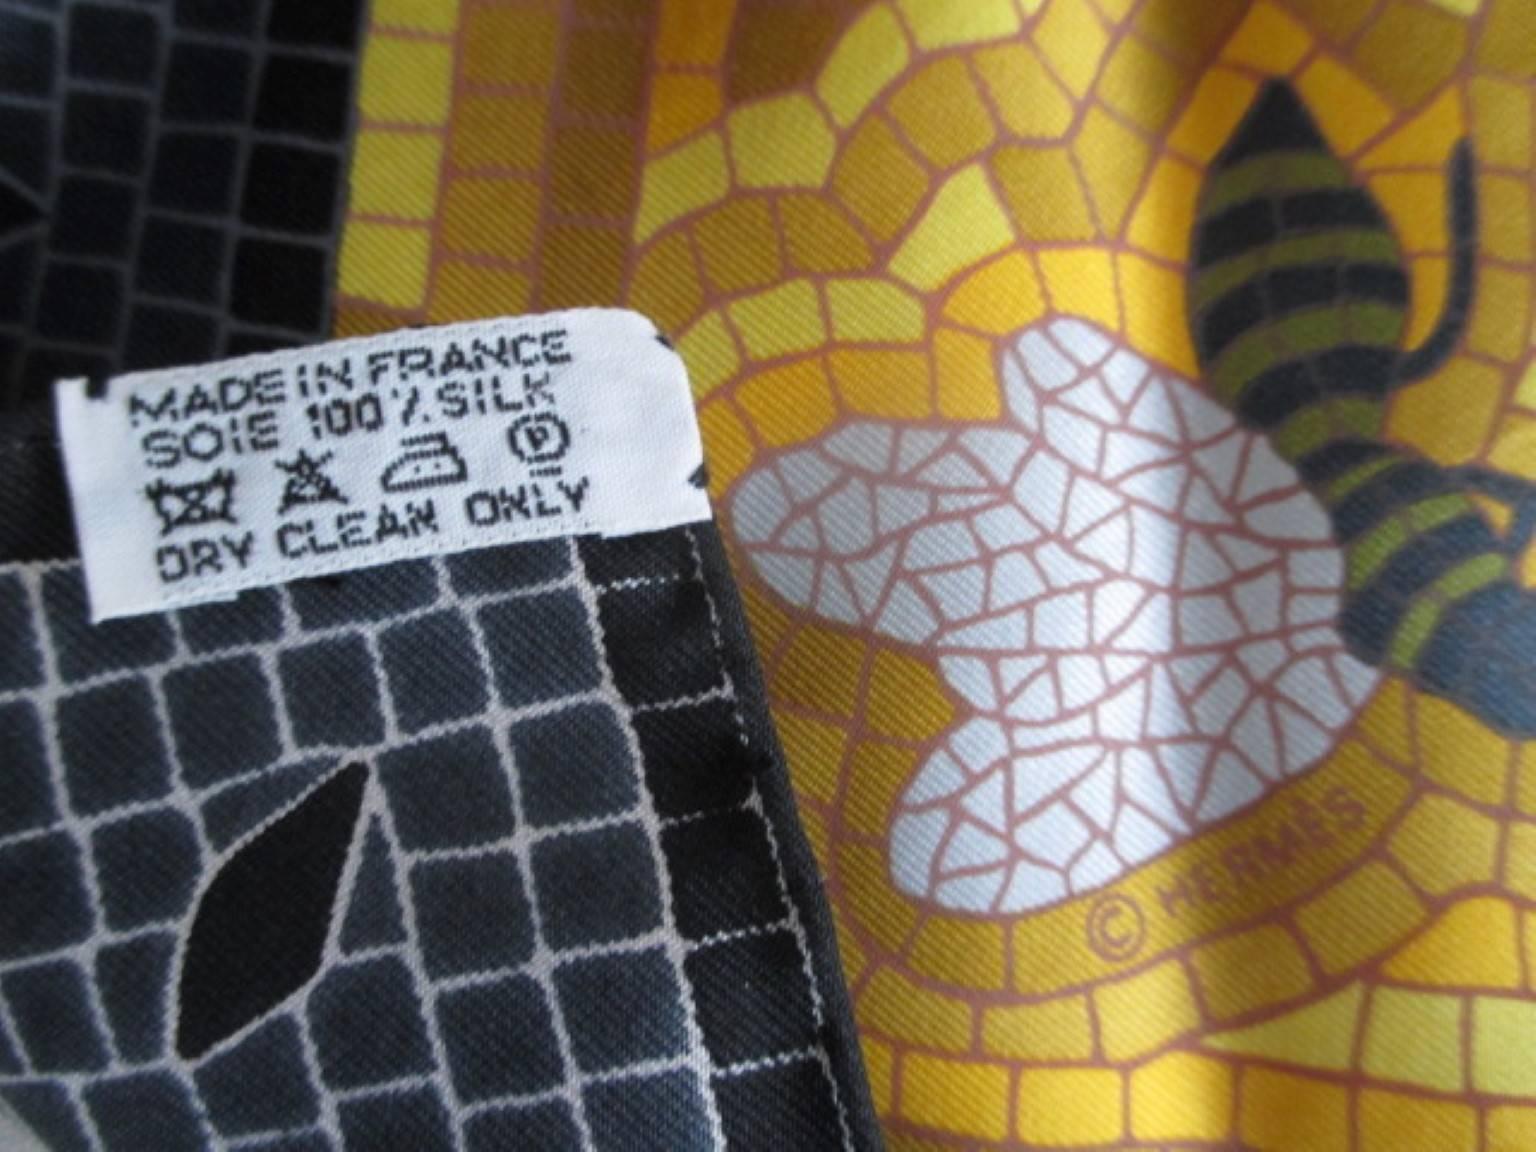 MADE IN FRANCE
SOIE 100 % SILK
P
DRY CLEAN ONLY
© HERMÈS